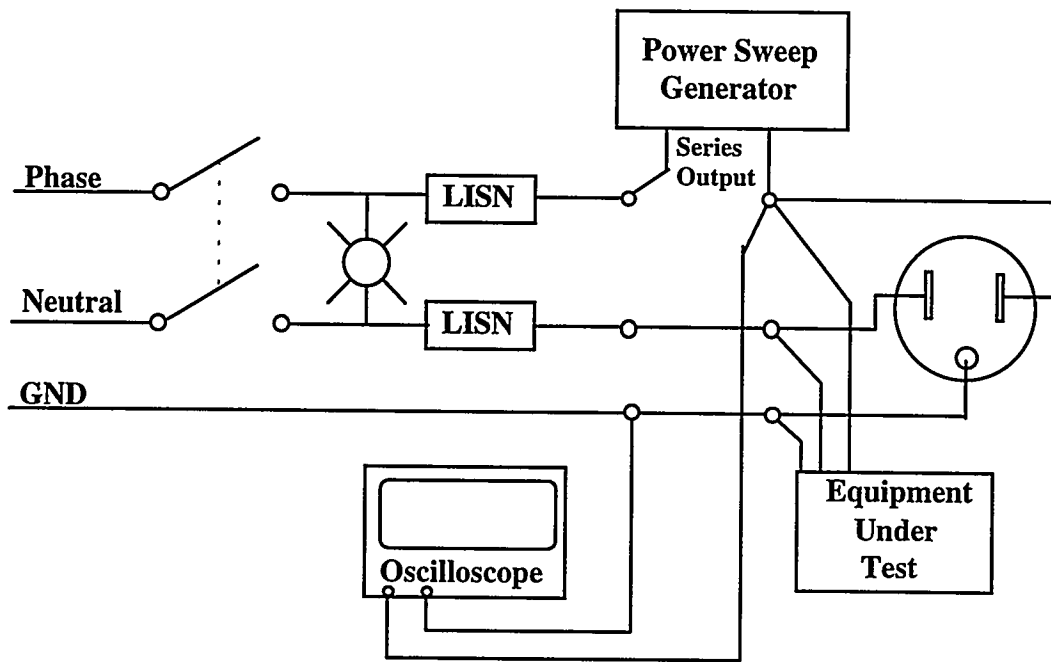 Power Sweep
Generator
Series
Output
Phase
LISN
Neutral
LISN
GND
Equipment
Under
Test
Oscilloscope